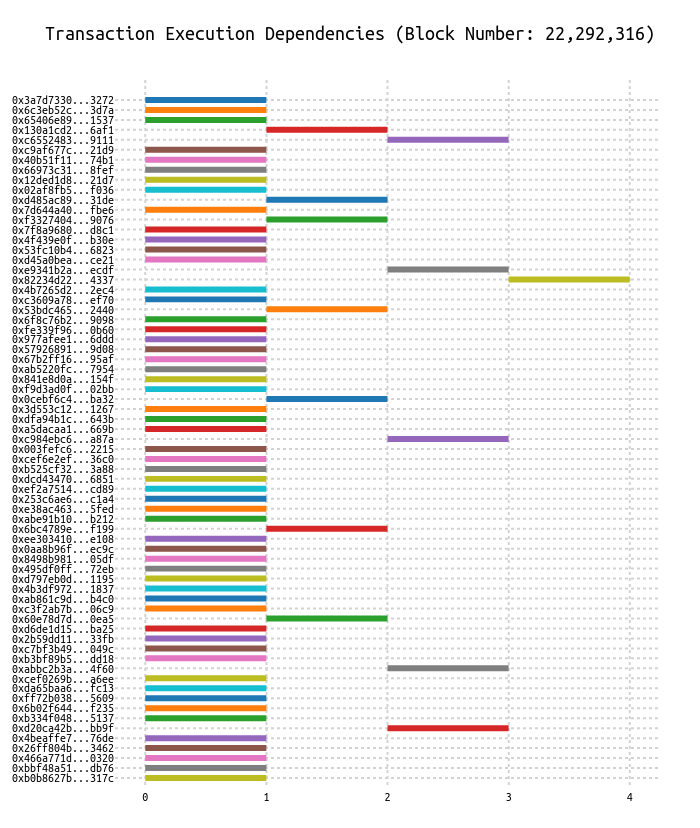 Transaction Execution Dependencies (Block Number: 22,292,316)
0x3a7d7330...3272
0x6c3eb52c...3d7a
0x65406e89...1537
0x130a1cd2...6af1
0xc6552483...9111
0xc9af677c...21d9
0x40b51f11...74b1
0x66973c31...8fef
0x12ded1d8...21d7
0x02af8fb5...f036
0xd485ac89...31de
0x7d644a40...fbe6
0xf3327404...9076
0x7f8a9680...d8c1
0x4f439e0f...b30e
0x53fc10b4...6823
0xd45a0bea...ce21
0xe9341b2a...ecdf
0x82234d22...4337
0x4b7265d2...2ec4
0xc3609a78...ef70
0x53bdc465...2440
0x6f8c76b2...9098
0xfe339f96...0b60
0x977afee1...6ddd
0x57926891...9d08
0x67b2ff16...95af
0xab5220fc...7954
0x841e8d0a...154f
0xf9d3ad0f...02bb
0x0cebf6c4...ba32
0x3d553c12...1267
0xdfa94b1c...643b
0xa5dacaa1...669b
0xc984ebc6...a87a
0x003fefc6...2215
0xcef6e2ef...36c0
0xb525cf32...3a88
0xdcd43470...6851
0xef2a7514...cd89
0x253c6ae6...c1a4
0xe38ac463...5fed
0xabe91b10...b212
0x6bc4789e...f199
0xee303410...e108
0x0aa8b96f...ec9c
0x8498b981...05df
0x495df0ff...72eb
0xd797eb0d...1195
0x4b3df972...1837
0xab861c9d...b4c0
0xc3f2ab7b...06c9
0x60e78d7d...0ea5
0xd6de1d15...ba25
0x2b59dd11...33fb
0xc7bf3b49...049c
0xb3bf89b5...dd18
0xabbc2b3a...4f60
0xcef0269b...a6ee
0xda65baa6...fc13
0xff72b038...5609
0x6b02f644...f235
0xb334f048...5137
0xd20ca42b...bb9f
0x4beaffe7...76de
0x26ff804b...3462
0x466a771d...0320
0xbbf48a51...db76
0xb0b8627b...317c
0 1 2 3 4